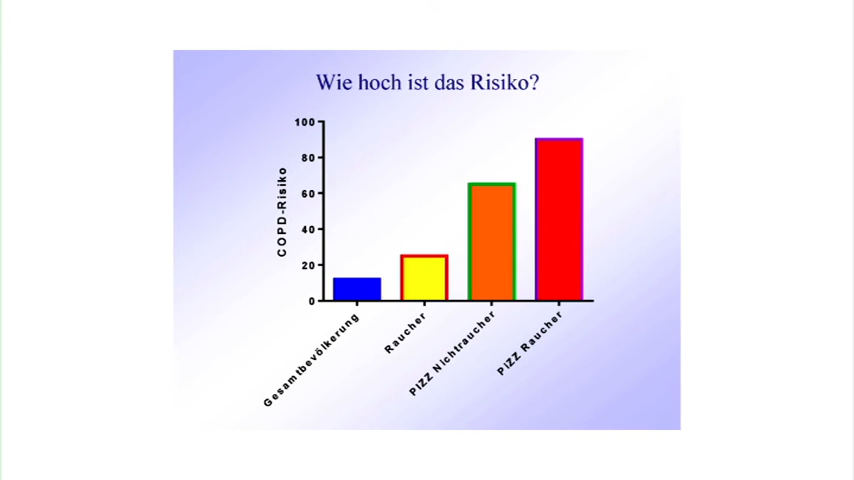 Wie hoch ist das Risiko?
COPD-Risiko
100
80
60
40
20
0
Gesamtbevölkerung
Raucher
PIZZ Nichtraucher
PIZZ Raucher